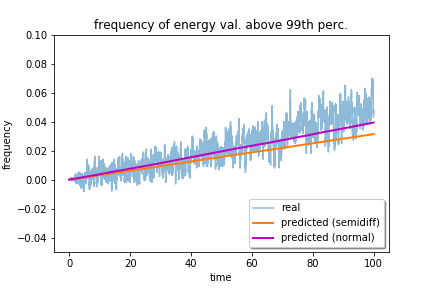 frequency of energy val. above 99th perc.
0.10
0.08
0.06
0.04
0.02
0.00
−0.02
−0.04
frequency
0
20
40
60
80
100
time
real
predicted (semidiff)
predicted (normal)